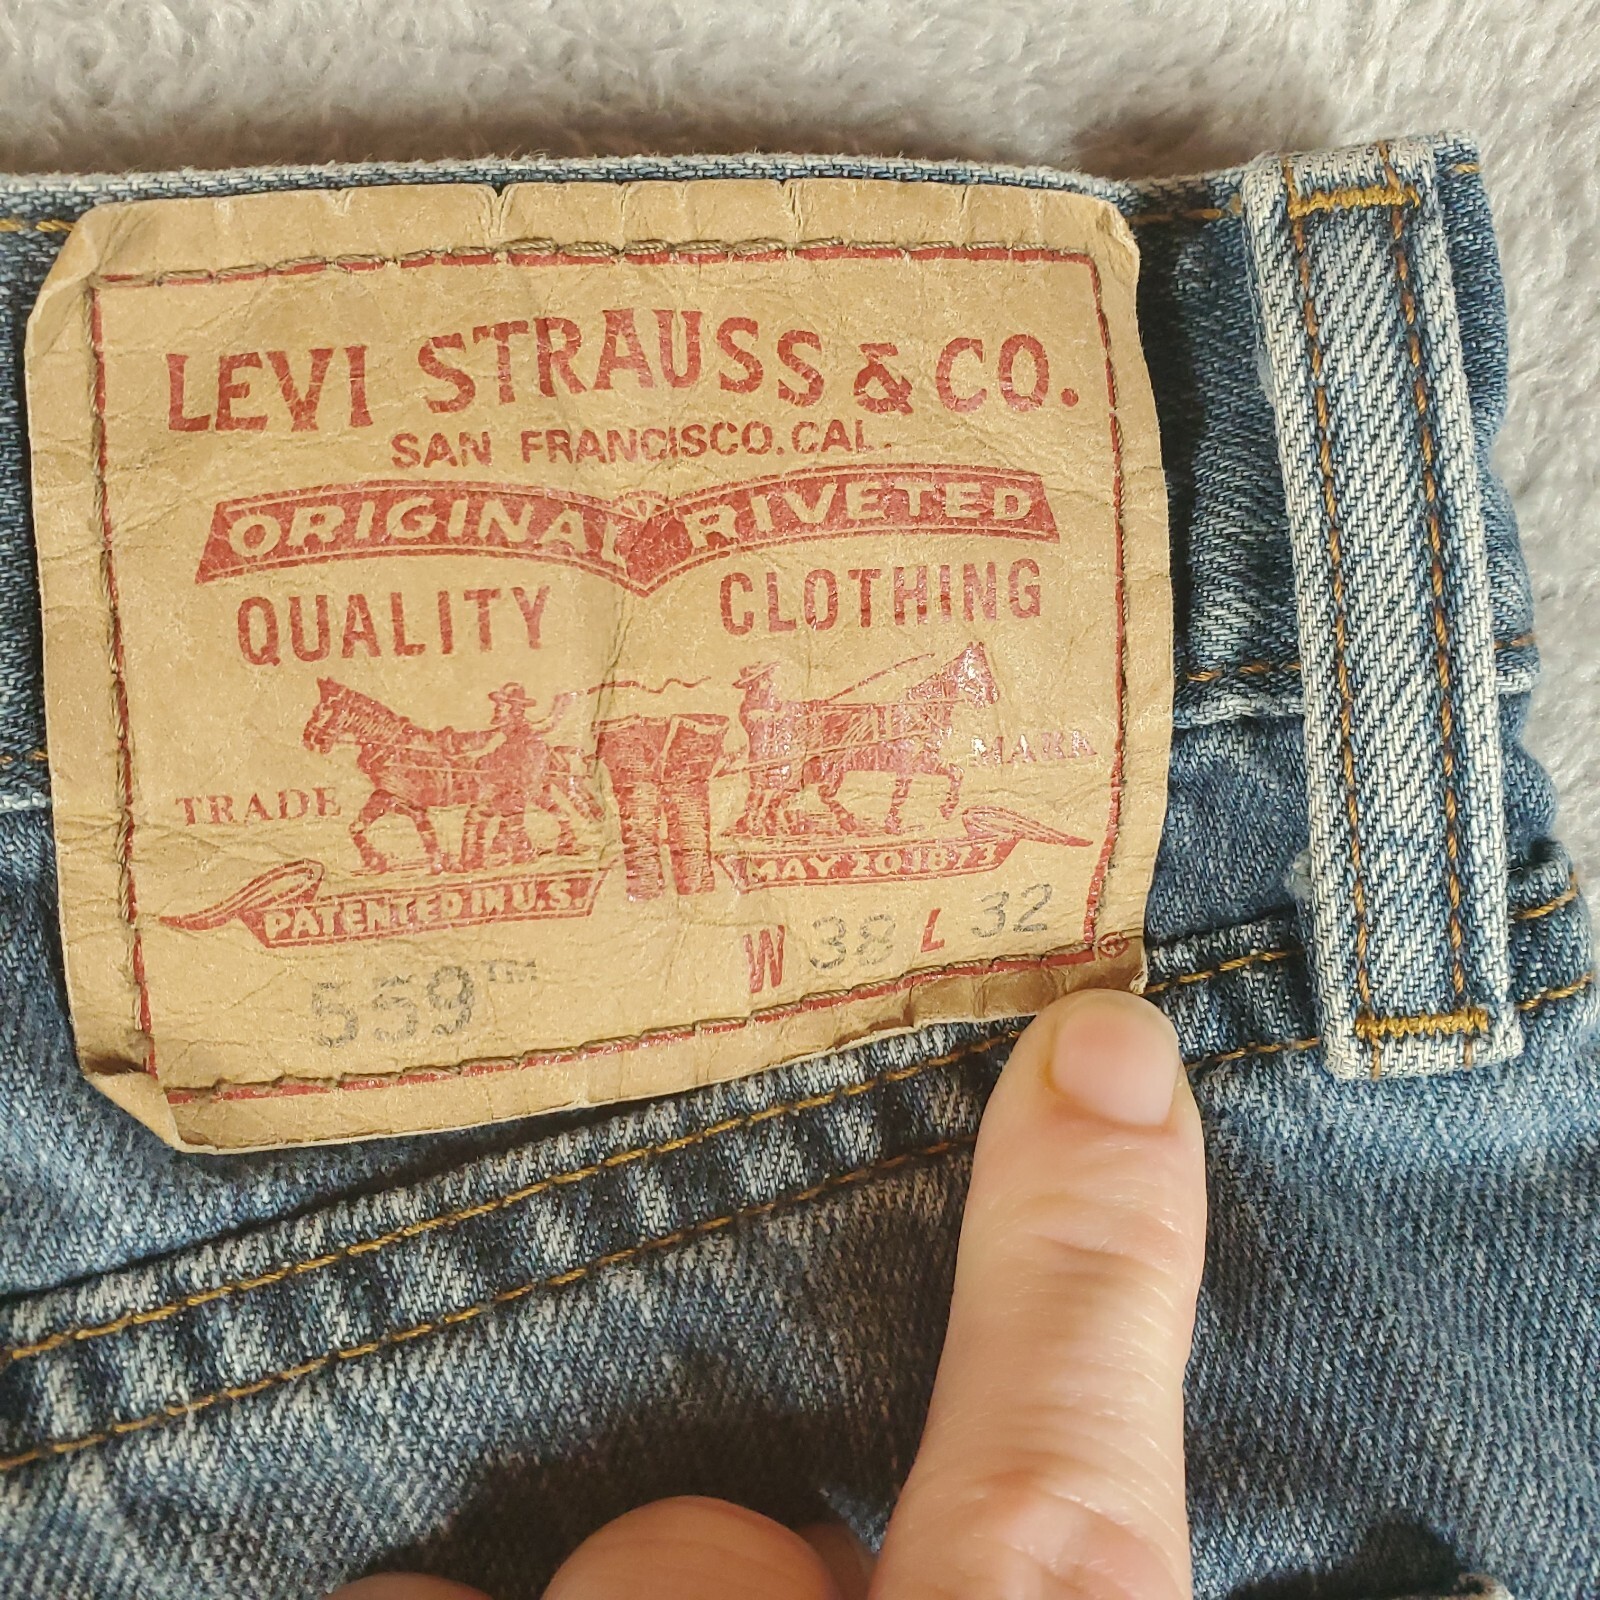 LEVI STRAUSS & CO.
SAN FRANCISCO. CAL.
ORIGINAL RIVETED
QUALITY CLOTHING
TRADE MARK
PATENTED IN U.S. MAY 20 1873
559™ W 38 L 32 ®